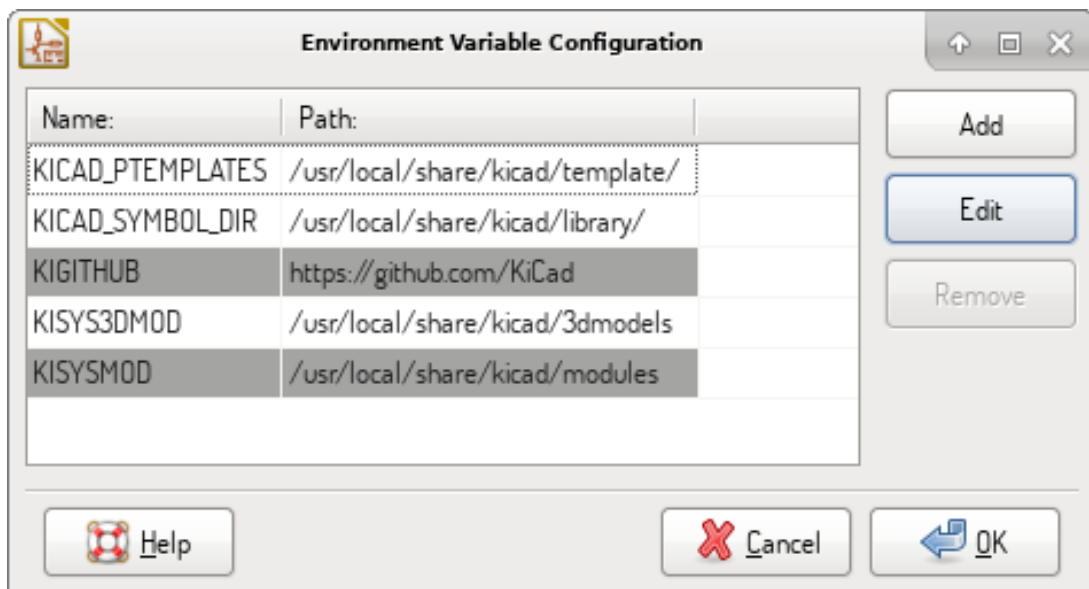 Environment Variable Configuration
Name: Path:
Add
KICAD_PTEMPLATES /usr/local/share/kicad/template/
Edit
KICAD_SYMBOL_DIR /usr/local/share/kicad/library/
KIGITHUB https://github.com/KiCad
Remove
KISYS3DMOD /usr/local/share/kicad/3dmodels
KISYSMOD /usr/local/share/kicad/modules
Help Cancel OK